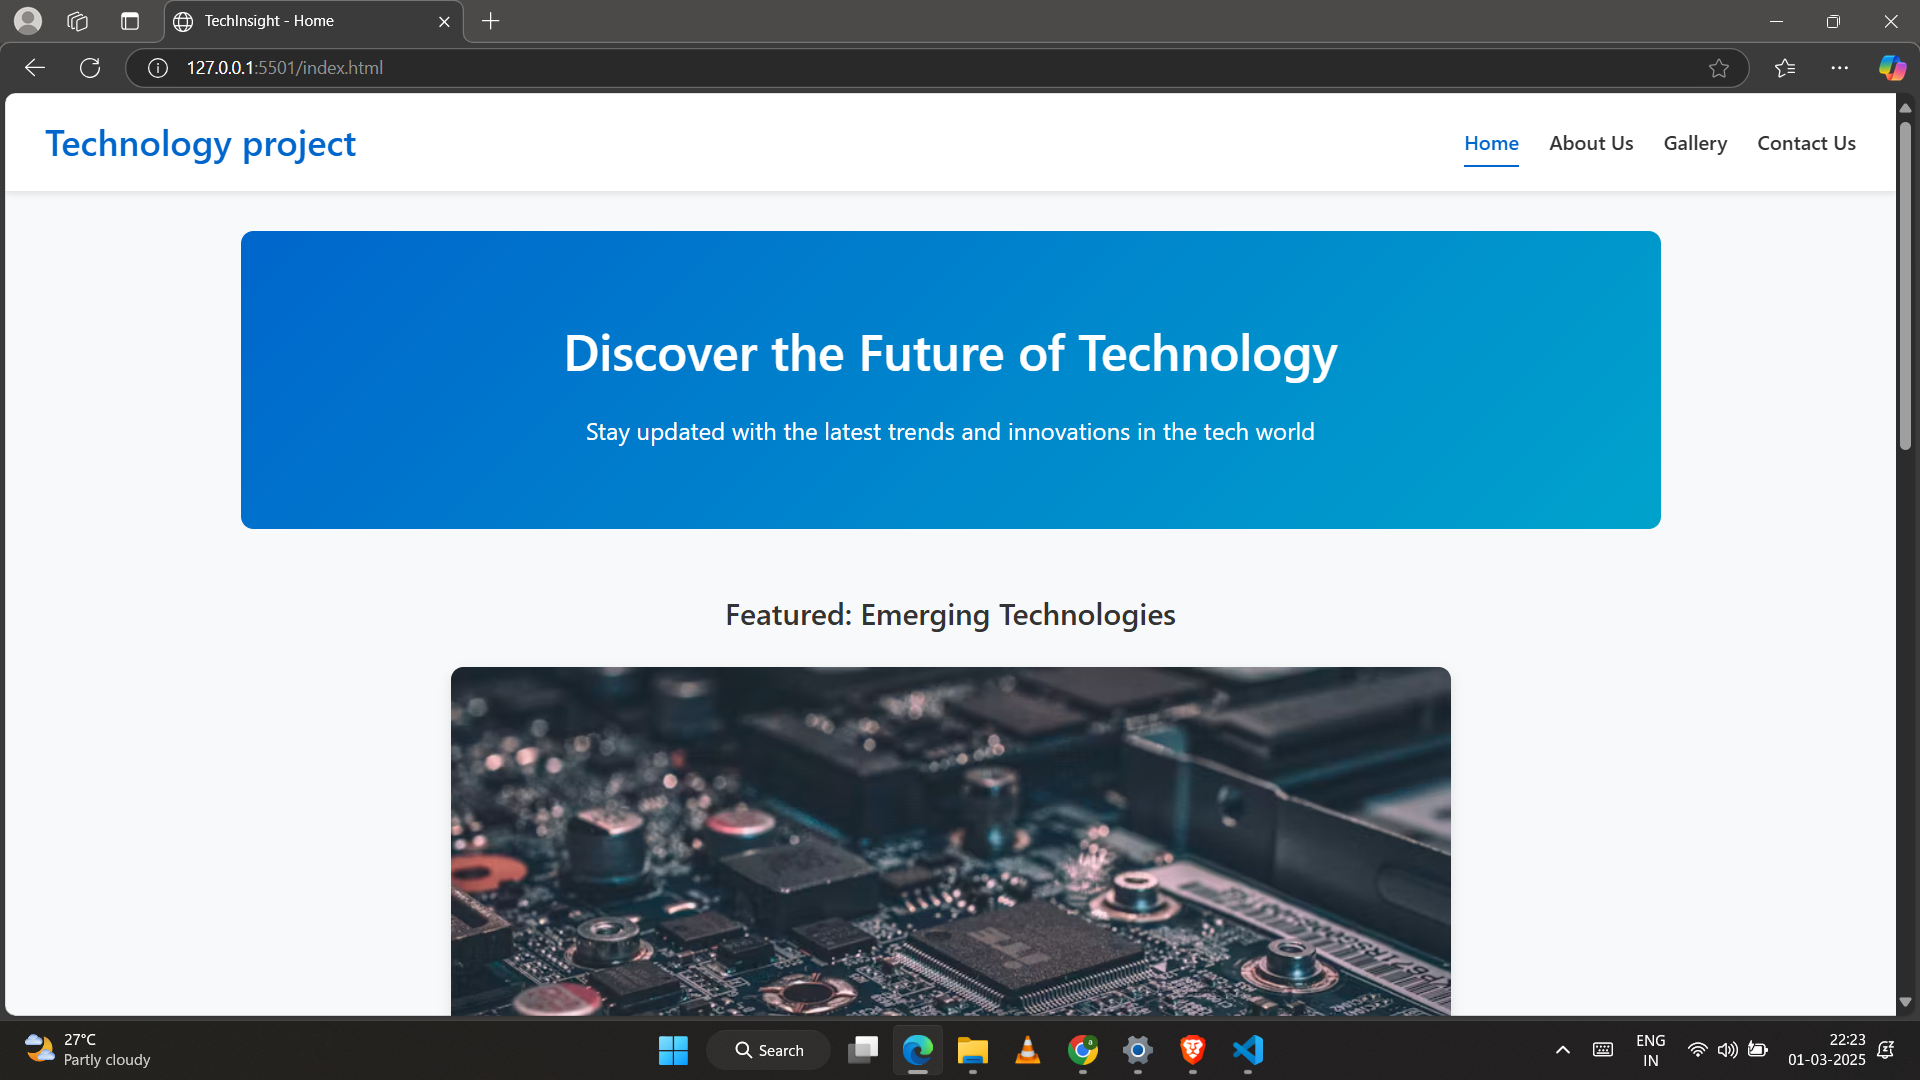 TechInsight - Home
127.0.0.1:5501/index.html
Technology project
Home About Us Gallery Contact Us
Discover the Future of Technology
Stay updated with the latest trends and innovations in the tech world
Featured: Emerging Technologies
27°C
Partly cloudy
Search
a
ENG
IN
22:23
01-03-2025